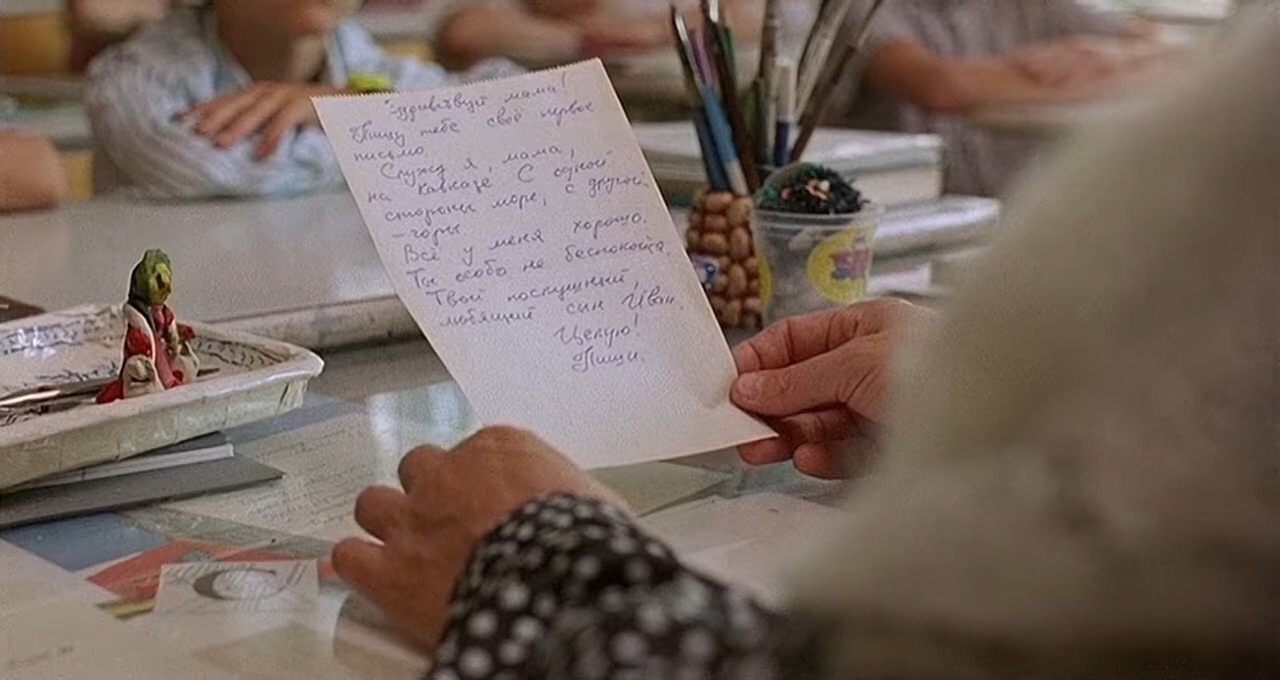 Здравствуй мама!
Пишу тебе своё первое
письмо.
Служу я, мама,
на Кавказе. С одной
стороны море, с другой
– горы.
Всё у меня хорошо.
Ты особо не беспокойся.
Твой послушный,
любящий сын Иван.
Целую!
Пиши.